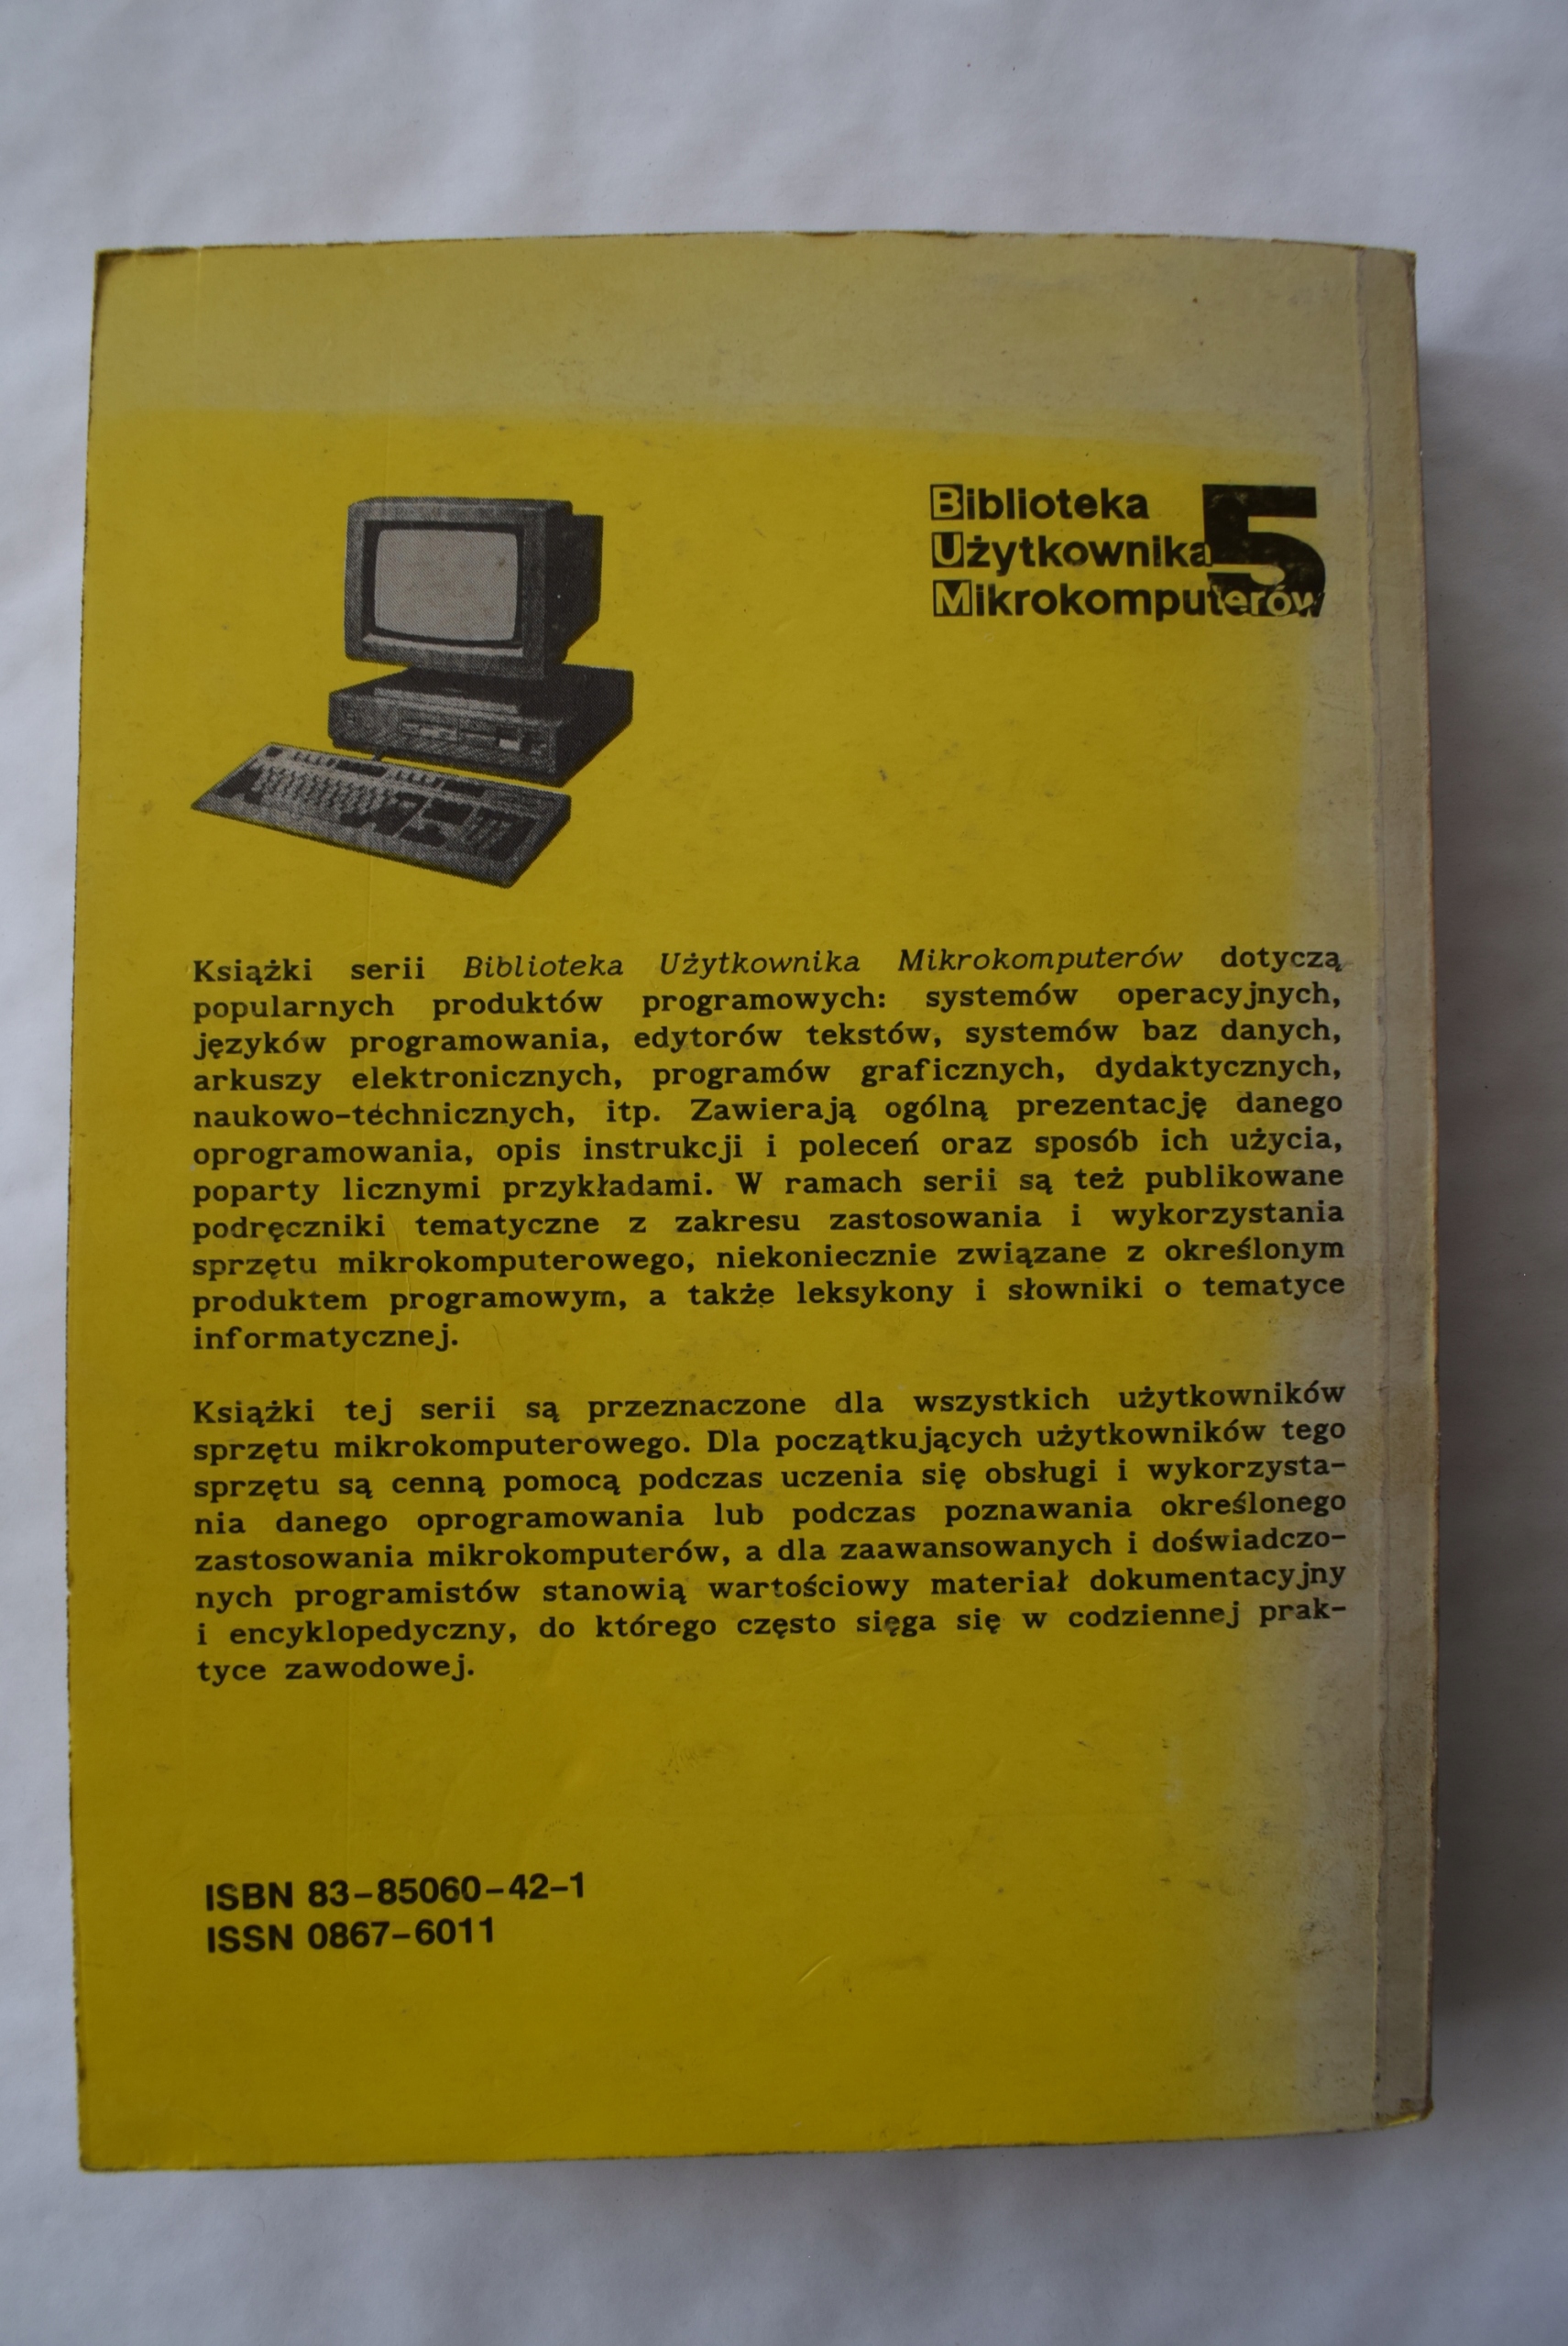 Biblioteka
Użytkownika
Mikrokomputerów
5
Książki serii Biblioteka Użytkownika Mikrokomputerów dotyczą
popularnych produktów programowych: systemów operacyjnych,
języków programowania, edytorów tekstów, systemów baz danych,
arkuszy elektronicznych, programów graficznych, dydaktycznych,
naukowo-technicznych, itp. Zawierają ogólną prezentację danego
oprogramowania, opis instrukcji i poleceń oraz sposób ich użycia,
poparty licznymi przykładami. W ramach serii są też publikowane
podręczniki tematyczne z zakresu zastosowania i wykorzystania
sprzętu mikrokomputerowego, niekoniecznie związane z określonym
produktem programowym, a także leksykony i słowniki o tematyce
informatycznej.
Książki tej serii są przeznaczone dla wszystkich użytkowników
sprzętu mikrokomputerowego. Dla początkujących użytkowników tego
sprzętu są cenną pomocą podczas uczenia się obsługi i wykorzysta-
nia danego oprogramowania lub podczas poznawania określonego
zastosowania mikrokomputerów, a dla zaawansowanych i doświadczo-
nych programistów stanowią wartościowy materiał dokumentacyjny
i encyklopedyczny, do którego często sięga się w codziennej prak-
tyce zawodowej.
ISBN 83-85060-42-1
ISSN 0867-6011